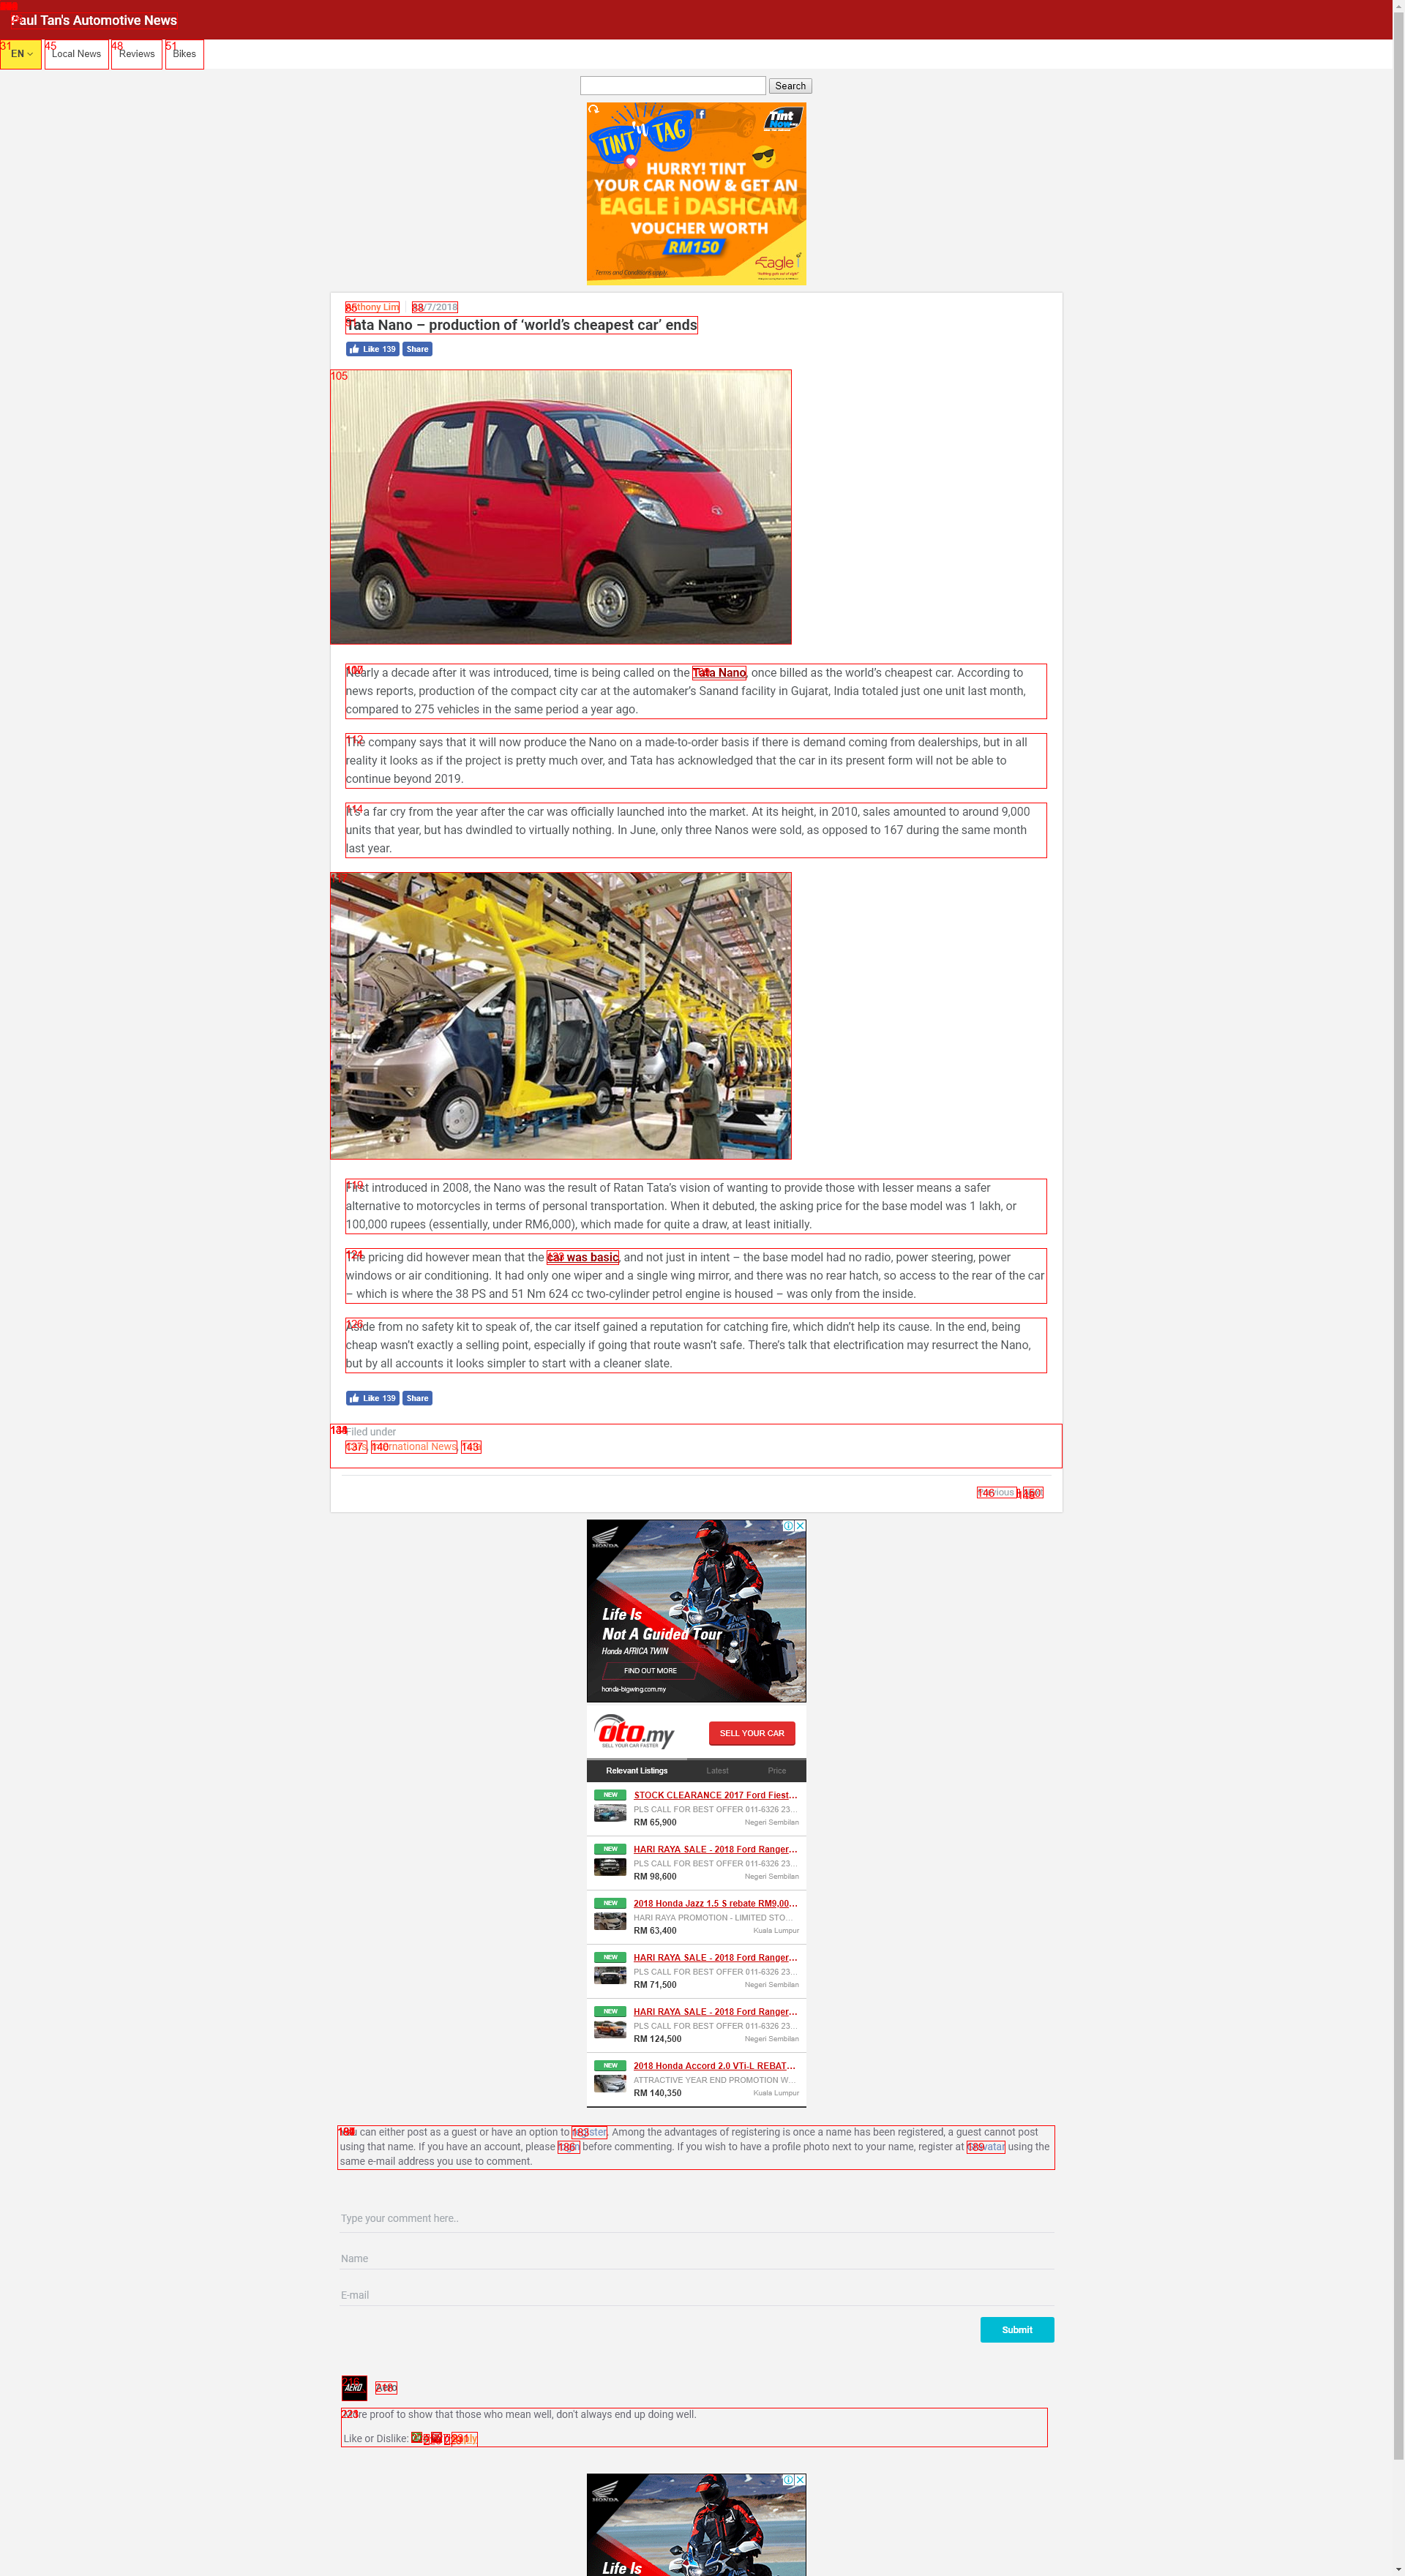 Paul Tan's Automotive News
EN
Local News
Reviews
Bikes
Search
TINT 'n TAG
Tint Now
HURRY! TINT
YOUR CAR NOW & GET AN
EAGLE i DASHCAM
VOUCHER WORTH
RM150
Terms and Conditions apply.
Eagle i
Tata Nano – production of ‘world’s cheapest car’ ends
Like 139
Share
Nearly a decade after it was introduced, time is being called on the Tata Nano, once billed as the world’s cheapest car. According to
news reports, production of the compact city car at the automaker’s Sanand facility in Gujarat, India totaled just one unit last month,
compared to 275 vehicles in the same period a year ago.
The company says that it will now produce the Nano on a made-to-order basis if there is demand coming from dealerships, but in all
reality it looks as if the project is pretty much over, and Tata has acknowledged that the car in its present form will not be able to
continue beyond 2019.
It’s a far cry from the year after the car was officially launched into the market. At its height, in 2010, sales amounted to around 9,000
units that year, but has dwindled to virtually nothing. In June, only three Nanos were sold, as opposed to 167 during the same month
last year.
First introduced in 2008, the Nano was the result of Ratan Tata’s vision of wanting to provide those with lesser means a safer
alternative to motorcycles in terms of personal transportation. When it debuted, the asking price for the base model was 1 lakh, or
100,000 rupees (essentially, under RM6,000), which made for quite a draw, at least initially.
The pricing did however mean that the car was basic, and not just in intent – the base model had no radio, power steering, power
windows or air conditioning. It had only one wiper and a single wing mirror, and there was no rear hatch, so access to the rear of the car
– which is where the 38 PS and 51 Nm 624 cc two-cylinder petrol engine is housed – was only from the inside.
Aside from no safety kit to speak of, the car itself gained a reputation for catching fire, which didn’t help its cause. In the end, being
cheap wasn’t exactly a selling point, especially if going that route wasn’t safe. There’s talk that electrification may resurrect the Nano,
but by all accounts it looks simpler to start with a cleaner slate.
Like 139
Share
Filed under
International News,
HONDA
Life Is
Not A Guided Tour
Honda AFRICA TWIN
FIND OUT MORE
honda-bigwing.com.my
oto.my
SELL YOUR CAR FASTER
SELL YOUR CAR
Relevant Listings
Latest
Price
NEW
STOCK CLEARANCE 2017 Ford Fiest...
PLS CALL FOR BEST OFFER 011-6326 23...
RM 65,900
Negeri Sembilan
NEW
HARI RAYA SALE - 2018 Ford Ranger...
PLS CALL FOR BEST OFFER 011-6326 23...
RM 98,600
Negeri Sembilan
NEW
2018 Honda Jazz 1.5 S rebate RM9,00...
HARI RAYA PROMOTION - LIMITED STO...
RM 63,400
Kuala Lumpur
NEW
HARI RAYA SALE - 2018 Ford Ranger...
PLS CALL FOR BEST OFFER 011-6326 23...
RM 71,500
Negeri Sembilan
NEW
HARI RAYA SALE - 2018 Ford Ranger...
PLS CALL FOR BEST OFFER 011-6326 23...
RM 124,500
Negeri Sembilan
NEW
2018 Honda Accord 2.0 VTi-L REBAT...
ATTRACTIVE YEAR END PROMOTION W...
RM 140,350
Kuala Lumpur
You can either post as a guest or have an option to register. Among the advantages of registering is once a name has been registered, a guest cannot post
using that name. If you have an account, please login before commenting. If you wish to have a profile photo next to your name, register at Gravatar using the
same e-mail address you use to comment.
Type your comment here..
Name
E-mail
Submit
AERO
Aero
More proof to show that those who mean well, don't always end up doing well.
Like or Dislike:
HONDA
Life Is